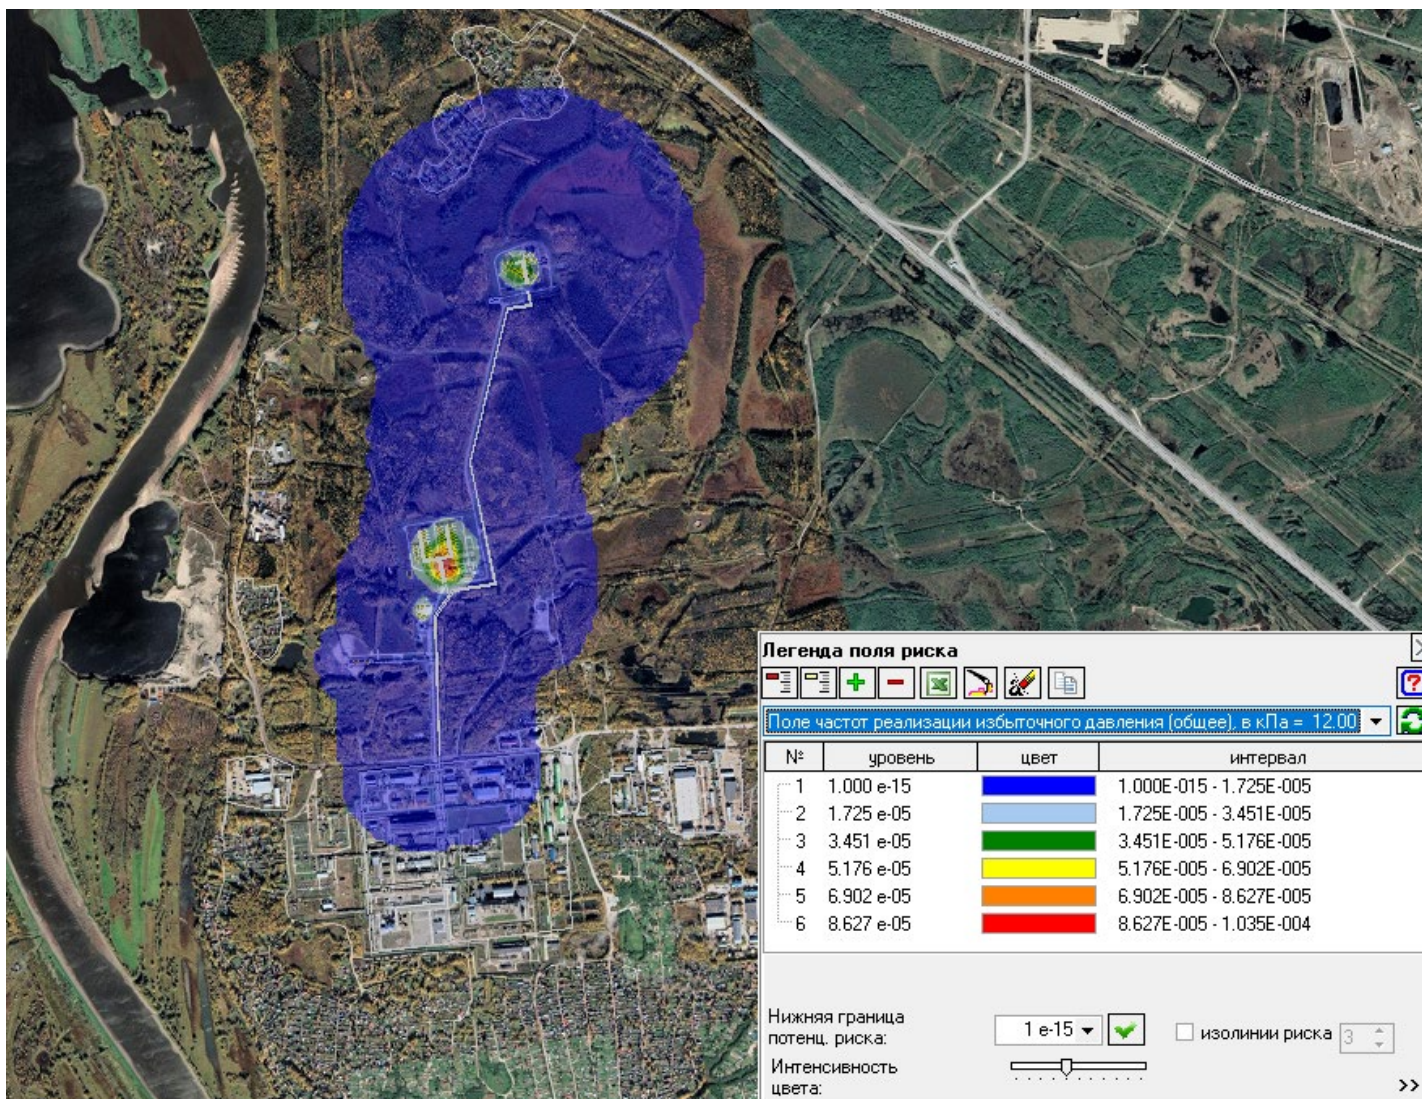 Легенда поля риска
Поле частот реализации избыточного давления (общее), в кПа = 12.00
№ уровень цвет интервал
1 1.000 e-15 1.000E-015 - 1.725E-005
2 1.725 e-05 1.725E-005 - 3.451E-005
3 3.451 e-05 3.451E-005 - 5.176E-005
4 5.176 e-05 5.176E-005 - 6.902E-005
5 6.902 e-05 6.902E-005 - 8.627E-005
6 8.627 e-05 8.627E-005 - 1.035E-004
Нижняя граница
потенц. риска:
1 e-15
изолинии риска
3
Интенсивность
цвета:
>>